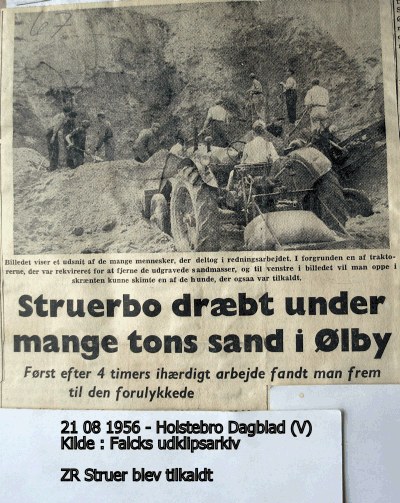 Billedet viser et udsnit af de mange mennesker, der deltog i redningsarbejdet. I forgrunden en af trakto-
rerne, der var rekvireret for at fjerne de udgravede sandmasser, og til venstre i billedet vil man oppe i
skrænten kunne skimte en af de hunde, der ogsaa var tilkaldt.
Struerbo dræbt under
mange tons sand i Ølby
Først efter 4 timers ihærdigt arbejde fandt man frem
til den forulykkede
21 08 1956 - Holstebro Dagblad (V)
Kilde : Falcks udklipsarkiv
ZR Struer blev tilkaldt